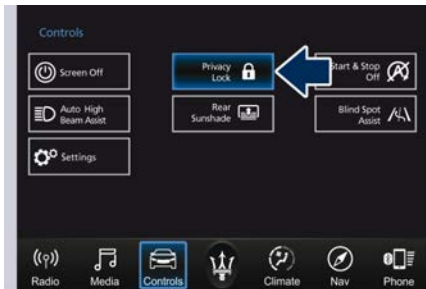 Controls
Screen Off
Privacy
Lock
Start & Stop
Off
Auto High
Beam Assist
Rear
Sunshade
Blind Spot
Assist
Settings
Radio Media Controls Climate Nav Phone